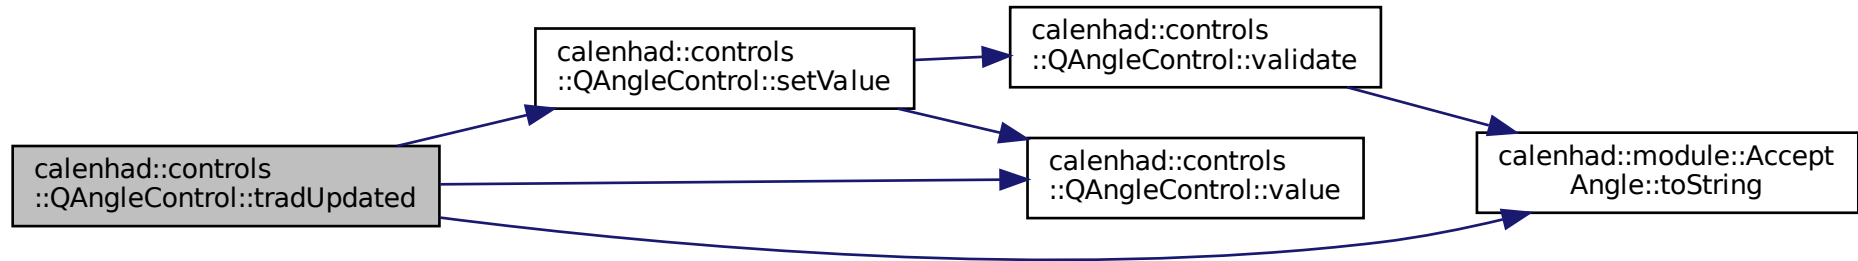 calenhad::controls
::QAngleControl::tradUpdated
calenhad::controls
::QAngleControl::setValue
calenhad::controls
::QAngleControl::validate
calenhad::controls
::QAngleControl::value
calenhad::module::Accept
Angle::toString